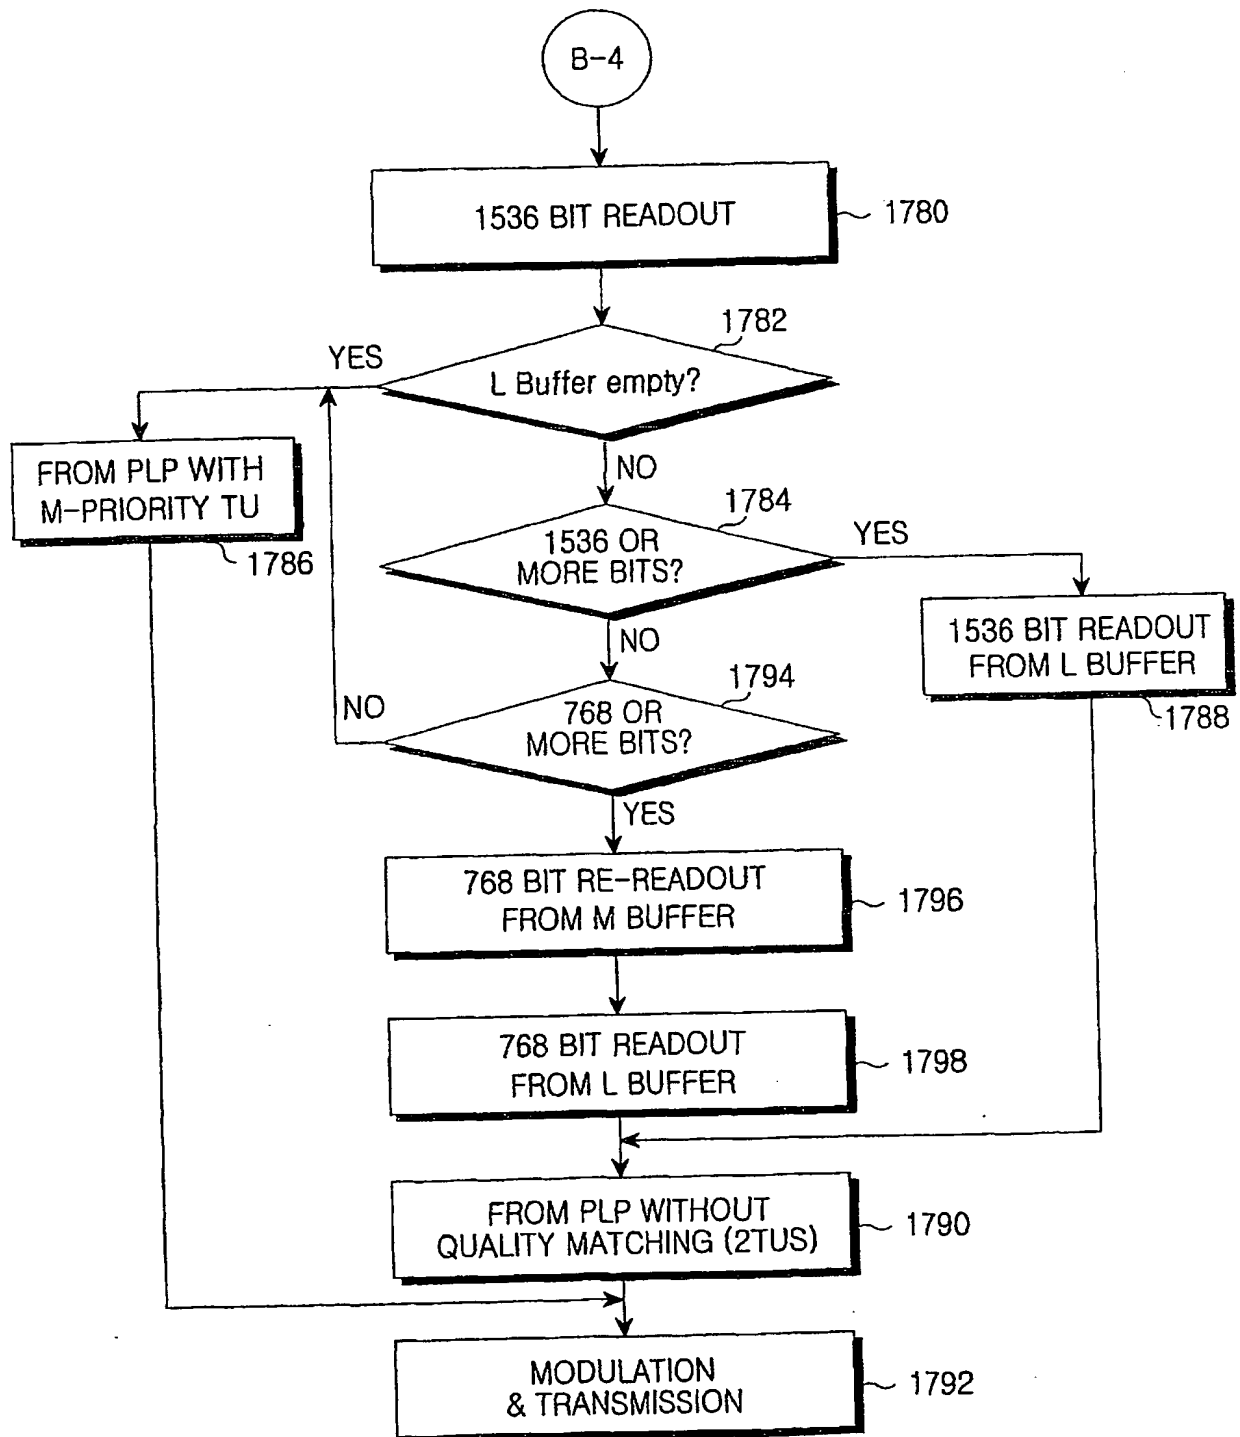 B-4
1536 BIT READOUT
1780
1782
YES
L Buffer empty?
NO
FROM PLP WITH
M-PRIORITY TU
1786
1784
YES
1536 OR
MORE BITS?
NO
1536 BIT READOUT
FROM L BUFFER
1788
1794
NO
768 OR
MORE BITS?
YES
768 BIT RE-READOUT
FROM M BUFFER
1796
768 BIT READOUT
FROM L BUFFER
1798
FROM PLP WITHOUT
QUALITY MATCHING (2TUS)
1790
MODULATION
& TRANSMISSION
1792